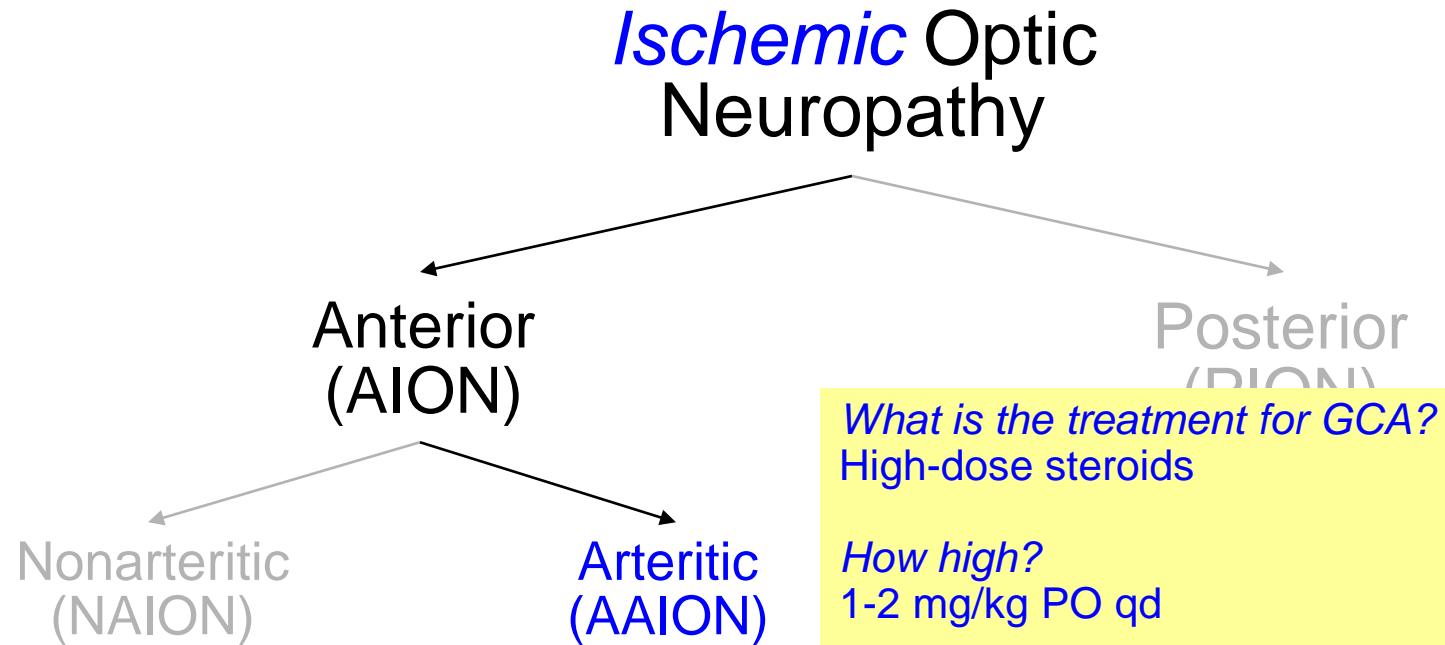 Ischemic Optic
Neuropathy
Anterior
(AION)
Posterior
(PION)
Nonarteritic
(NAION)
Arteritic
(AAION)
What is the treatment for GCA?
High-dose steroids
How high?
1-2 mg/kg PO qd